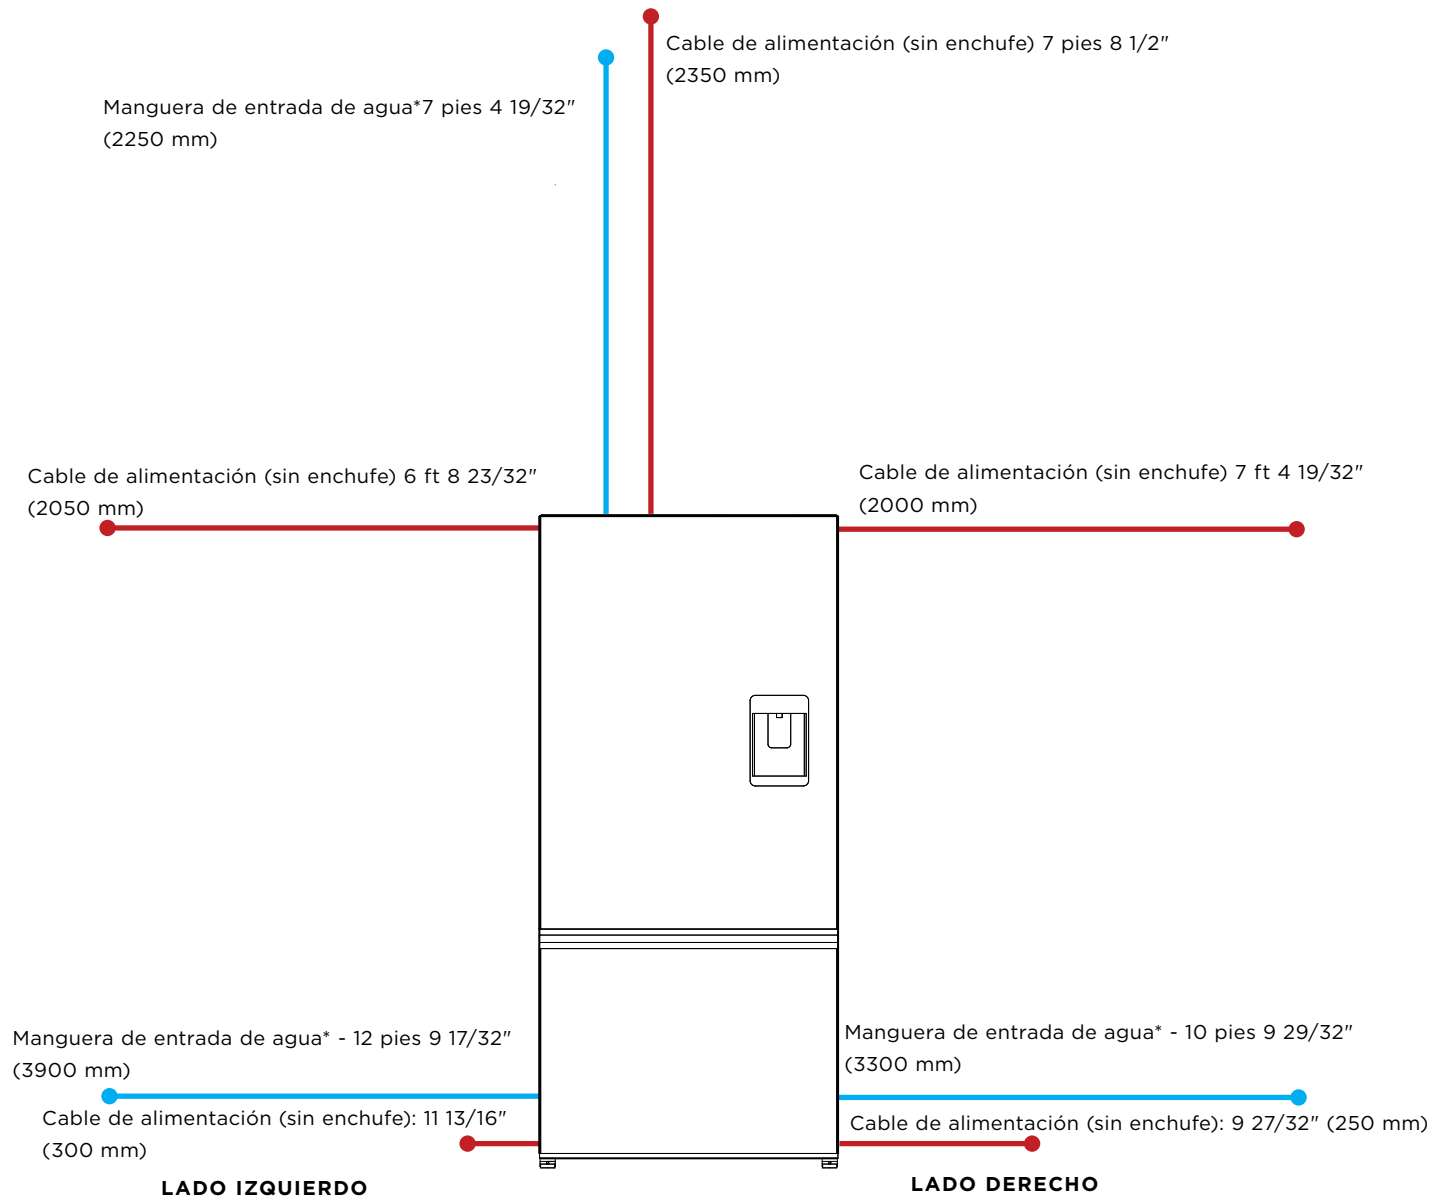 Cable de alimentación (sin enchufe) 7 pies 8 1/2"
(2350 mm)
Manguera de entrada de agua*7 pies 4 19/32"
(2250 mm)
Cable de alimentación (sin enchufe) 6 ft 8 23/32"
(2050 mm)
Cable de alimentación (sin enchufe) 7 ft 4 19/32"
(2000 mm)
Manguera de entrada de agua* - 12 pies 9 17/32"
(3900 mm)
Manguera de entrada de agua* - 10 pies 9 29/32"
(3300 mm)
Cable de alimentación (sin enchufe): 11 13/16"
(300 mm)
Cable de alimentación (sin enchufe): 9 27/32" (250 mm)
LADO IZQUIERDO
LADO DERECHO